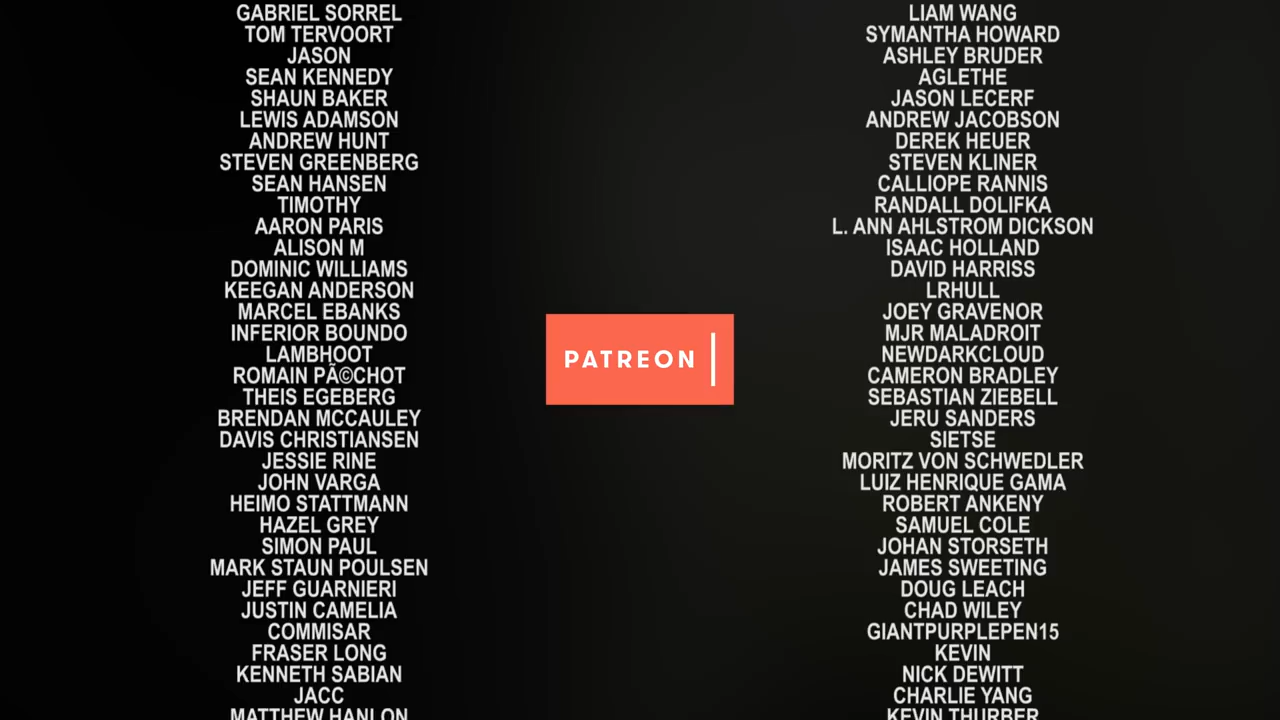 GABRIEL SORREL
TOM TERVOORT
JASON
SEAN KENNEDY
SHAUN BAKER
LEWIS ADAMSON
ANDREW HUNT
STEVEN GREENBERG
SEAN HANSEN
TIMOTHY
AARON PARIS
ALISON M
DOMINIC WILLIAMS
KEEGAN ANDERSON
MARCEL EBANKS
INFERIOR BOUNDO
LAMBHOOT
ROMAIN PÃ©CHOT
THEIS EGEBERG
BRENDAN MCCAULEY
DAVIS CHRISTIANSEN
JESSIE RINE
JOHN VARGA
HEIMO STATTMANN
HAZEL GREY
SIMON PAUL
MARK STAUN POULSEN
JEFF GUARNIERI
JUSTIN CAMELIA
COMMISAR
FRASER LONG
KENNETH SABIAN
JACC
MATTHEW HANLON
PATREON
LIAM WANG
SYMANTHA HOWARD
ASHLEY BRUDER
AGLETHE
JASON LECERF
ANDREW JACOBSON
DEREK HEUER
STEVEN KLINER
CALLIOPE RANNIS
RANDALL DOLIFKA
L. ANN AHLSTROM DICKSON
ISAAC HOLLAND
DAVID HARRISS
LRHULL
JOEY GRAVENOR
MJR MALADROIT
NEWDARKCLOUD
CAMERON BRADLEY
SEBASTIAN ZIEBELL
JERU SANDERS
SIETSE
MORITZ VON SCHWEDLER
LUIZ HENRIQUE GAMA
ROBERT ANKENY
SAMUEL COLE
JOHAN STORSETH
JAMES SWEETING
DOUG LEACH
CHAD WILEY
GIANTPURPLEPEN15
KEVIN
NICK DEWITT
CHARLIE YANG
KEVIN THURBER